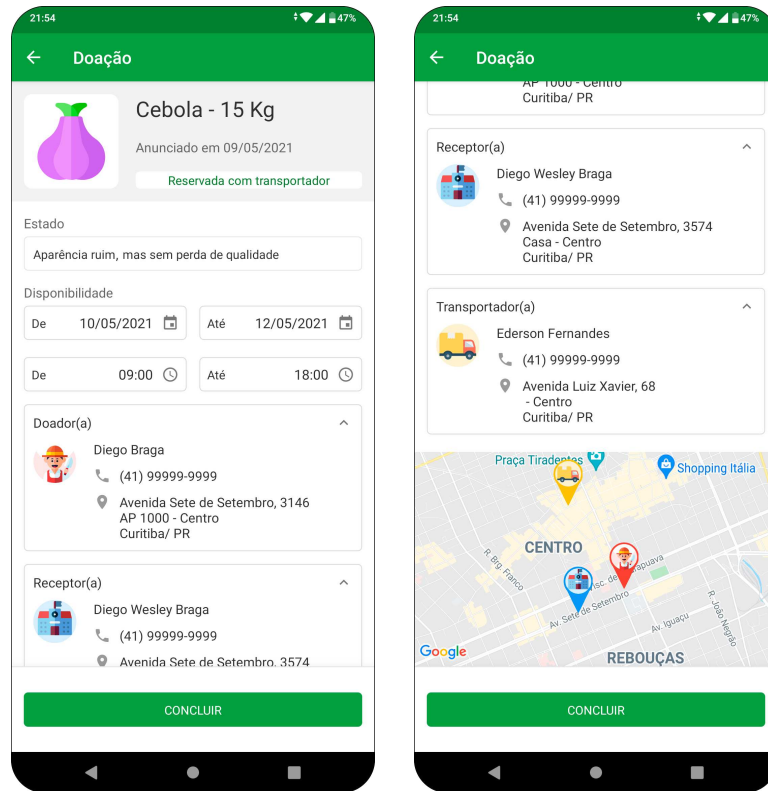 21:54
47%
Doação
Cebola - 15 Kg
Anunciado em 09/05/2021
Reservada com transportador
Estado
Aparência ruim, mas sem perda de qualidade
Disponibilidade
De 10/05/2021
Até 12/05/2021
De 09:00
Até 18:00
Doador(a)
Diego Braga
(41) 99999-9999
Avenida Sete de Setembro, 3146
AP 1000 - Centro
Curitiba/ PR
Receptor(a)
Diego Wesley Braga
(41) 99999-9999
Avenida Sete de Setembro, 3574
CONCLUIR
21:54
47%
Doação
AP 1000 - Centro
Curitiba/ PR
Receptor(a)
Diego Wesley Braga
(41) 99999-9999
Avenida Sete de Setembro, 3574
Casa - Centro
Curitiba/ PR
Transportador(a)
Ederson Fernandes
(41) 99999-9999
Avenida Luiz Xavier, 68
- Centro
Curitiba/ PR
Praça Tiradentes
Shopping Itália
CENTRO
R. Brg. Franco
Visc. de
Av. Sete de Setembro
Av. Iguaçu
R. João Negrão
Google
REBOUÇAS
CONCLUIR